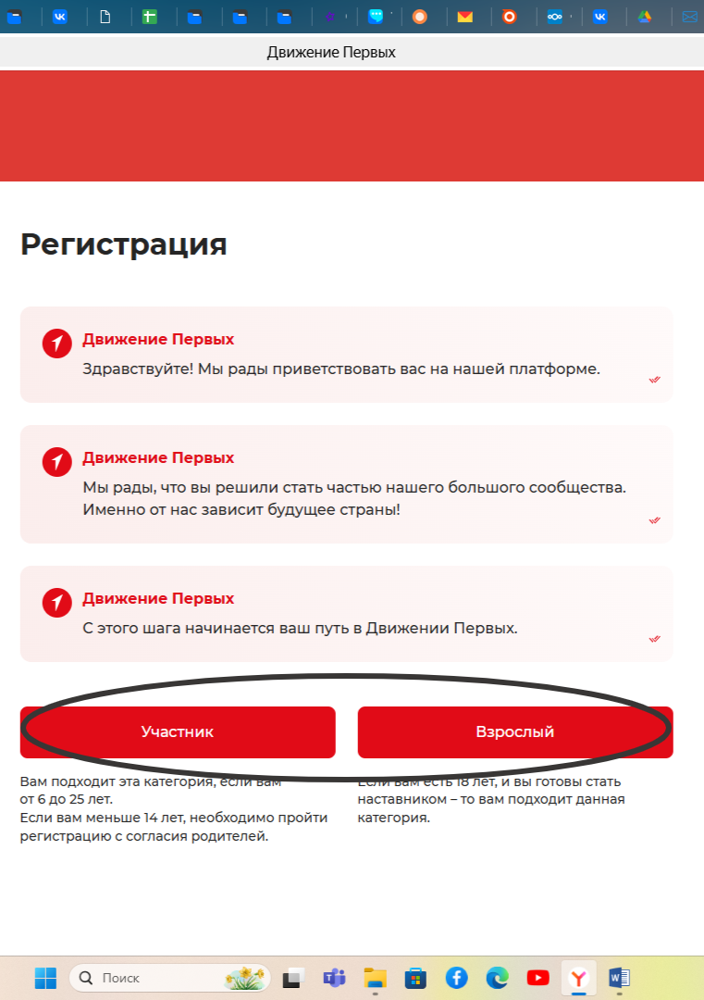 Движение Первых
Регистрация
Движение Первых
Здравствуйте! Мы рады приветствовать вас на нашей платформе.
Движение Первых
Мы рады, что вы решили стать частью нашего большого сообщества.
Именно от нас зависит будущее страны!
Движение Первых
С этого шага начинается ваш путь в Движении Первых.
Участник
Взрослый
Вам подходит эта категория, если вам
от 6 до 25 лет.
Если вам меньше 14 лет, необходимо пройти
регистрацию с согласия родителей.
Если вам есть 18 лет, и вы готовы стать
наставником – то вам подходит данная
категория.
Поиск